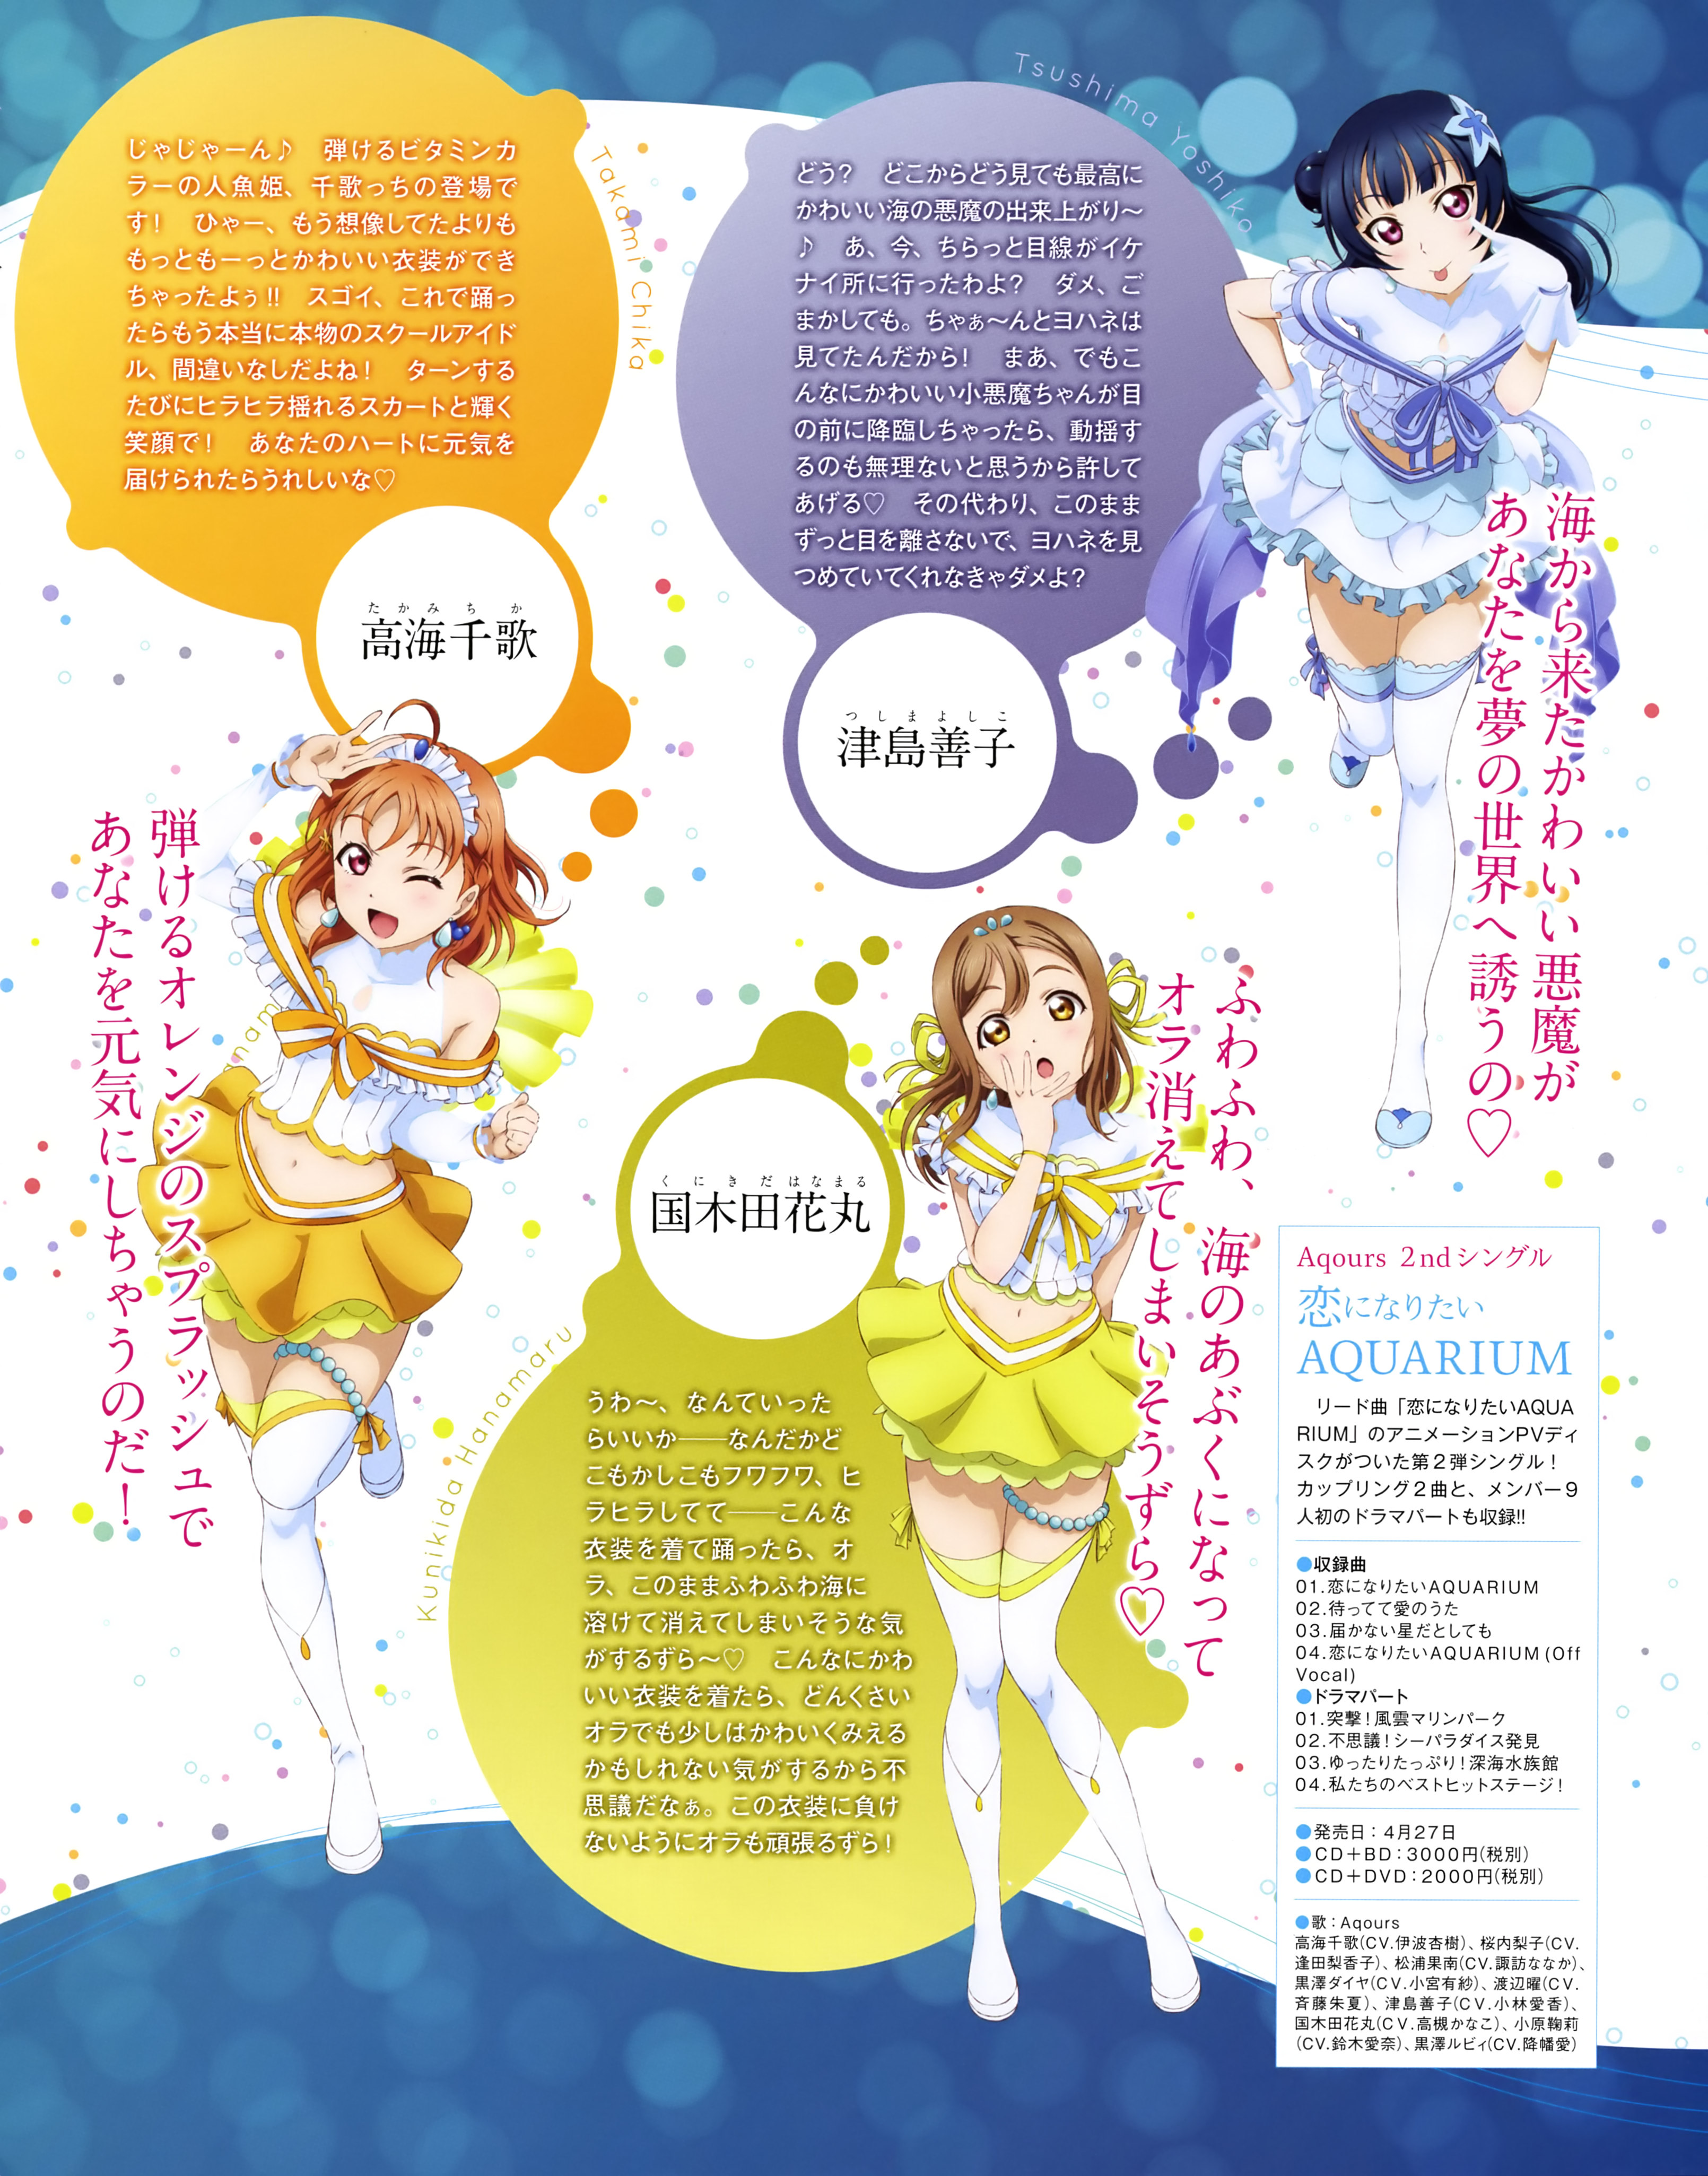 じゃじゃーん♪　弾けるビタミンカ
ラーの人魚姫、千歌っちの登場で
す！　ひゃー、もう想像してたよりも
もっともーっとかわいい衣装ができ
ちゃったよぅ!!　スゴイ、これで踊っ
たらもう本当に本物のスクールアイド
ル、間違いなしだよね！　ターンする
たびにヒラヒラ揺れるスカートと輝く
笑顔で！　あなたのハートに元気を
届けられたらうれしいな♡
Takami Chika
たかみちか
高海千歌
弾けるオレンジのスプラッシュで
あなたを元気にしちゃうのだ！
Tsushima Yoshiko
どう？　どこからどう見ても最高に
かわいい海の悪魔の出来上がり〜
♪　あ、今、ちらっと目線がイケ
ナイ所に行ったわよ？　ダメ、ご
まかしても。ちゃぁ〜んとヨハネは
見てたんだから！　まあ、でもこ
んなにかわいい小悪魔ちゃんが目
の前に降臨しちゃったら、動揺す
るのも無理ないと思うから許して
あげる♡　その代わり、このまま
ずっと目を離さないで、ヨハネを見
つめていてくれなきゃダメよ？
つしまよしこ
津島善子
海から来たかわいい悪魔が
あなたを夢の世界へ誘うの♡
くにきだはなまる
国木田花丸
Kunikida Hanamaru
うわ〜、なんていった
らいいか──なんだかど
こもかしこもフワフワ、ヒ
ラヒラしてて──こんな
衣装を着て踊ったら、オ
ラ、このままふわふわ海に
溶けて消えてしまいそうな気
がするずら〜♡　こんなにかわ
いい衣装を着たら、どんくさい
オラでも少しはかわいくみえる
かもしれない気がするから不
思議だなぁ。この衣装に負け
ないようにオラも頑張るずら！
ふわふわ、海のあぶくになって
オラ消えてしまいそうずら♡
Aqours 2ndシングル
恋になりたい
AQUARIUM
リード曲「恋になりたいAQUA
RIUM」のアニメーションPVディ
スクがついた第２弾シングル！
カップリング２曲と、メンバー９
人初のドラマパートも収録!!
●収録曲
01.恋になりたいAQUARIUM
02.待ってて愛のうた
03.届かない星だとしても
04.恋になりたいAQUARIUM(Off
Vocal)
●ドラマパート
01.突撃！風雲マリンパーク
02.不思議！シーパラダイス発見
03.ゆったりたっぷり！深海水族館
04.私たちのベストヒットステージ！
●発売日：4月27日
●CD＋BD：3000円(税別)
●CD＋DVD：2000円(税別)
●歌：Aqours
高海千歌(CV.伊波杏樹)、桜内梨子(CV.
逢田梨香子)、松浦果南(CV.諏訪ななか)、
黒澤ダイヤ(CV.小宮有紗)、渡辺曜(CV.
斉藤朱夏)、津島善子(CV.小林愛香)、
国木田花丸(CV.高槻かなこ)、小原鞠莉
(CV.鈴木愛奈)、黒澤ルビィ(CV.降幡愛)